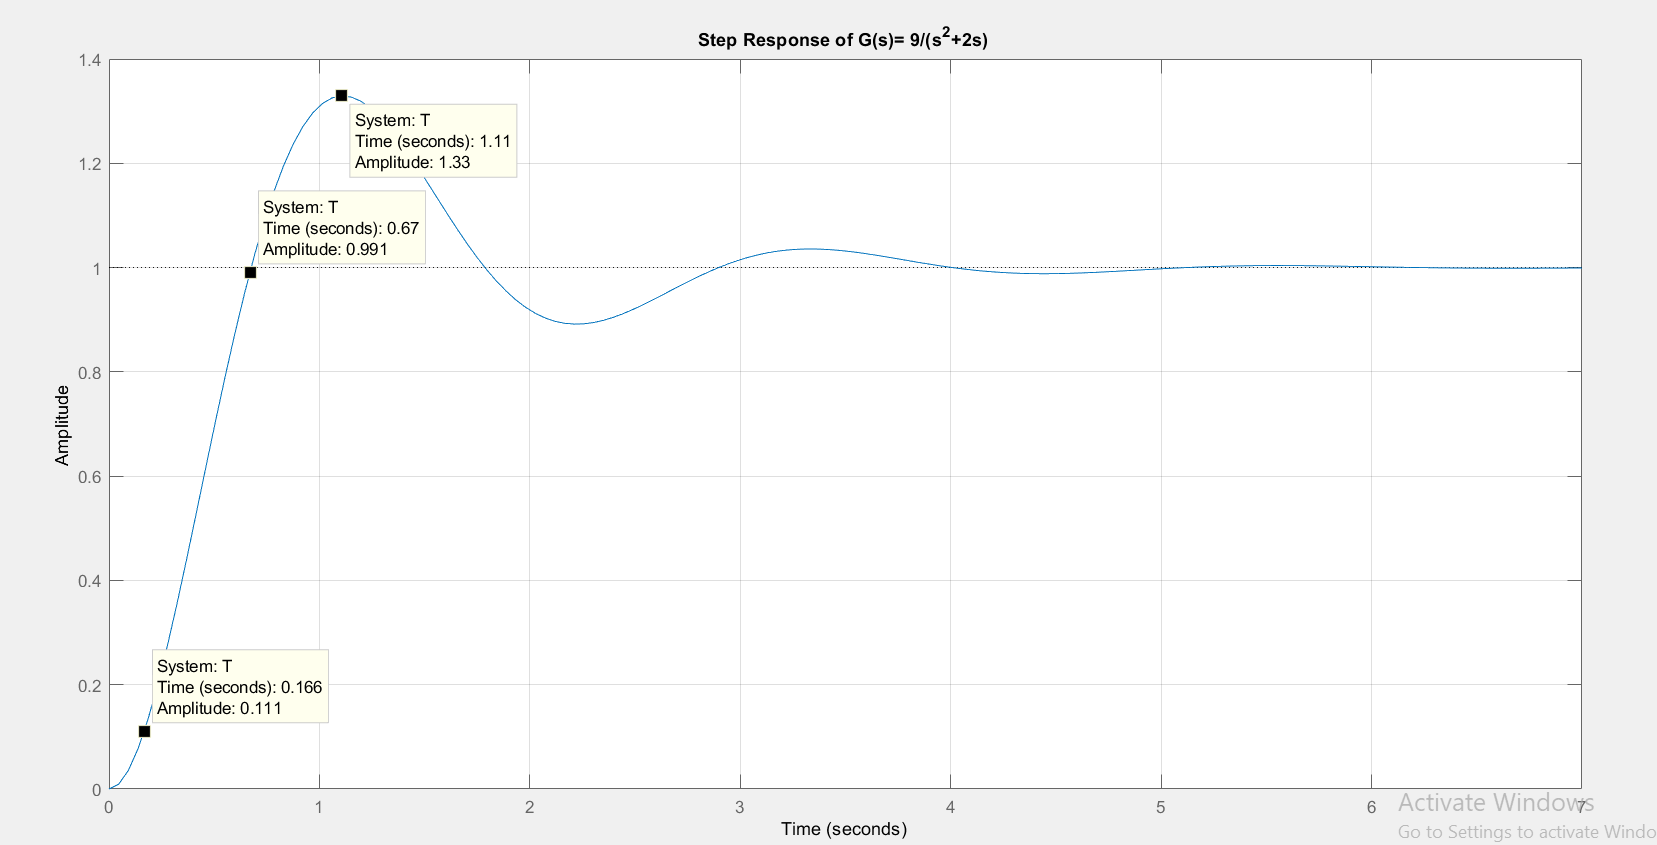 Step Response of G(s)= 9/(s²+2s)
1.4
1.2
1
0.8
0.6
0.4
0.2
0
Amplitude
System: T
Time (seconds): 1.11
Amplitude: 1.33
System: T
Time (seconds): 0.67
Amplitude: 0.991
System: T
Time (seconds): 0.166
Amplitude: 0.111
0 1 2 3 4 5 6 7
Time (seconds)
Activate Windows
Go to Settings to activate Windo